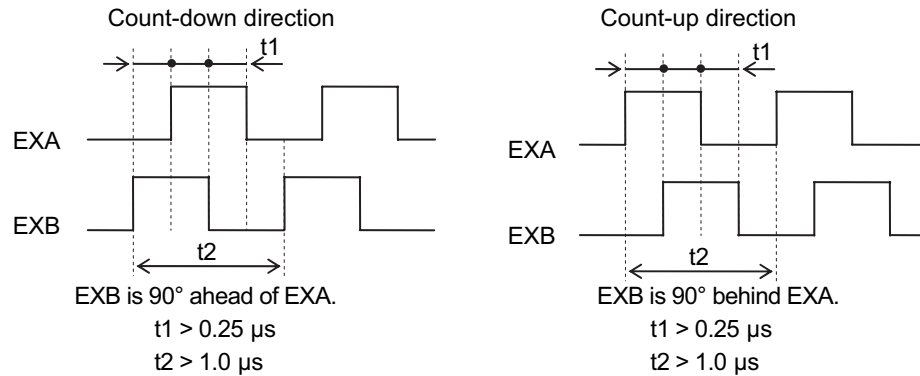 Count-down direction
t1
EXA
EXB
t2
EXB is 90° ahead of EXA.
t1 > 0.25 µs
t2 > 1.0 µs
Count-up direction
t1
EXA
EXB
t2
EXB is 90° behind EXA.
t1 > 0.25 µs
t2 > 1.0 µs